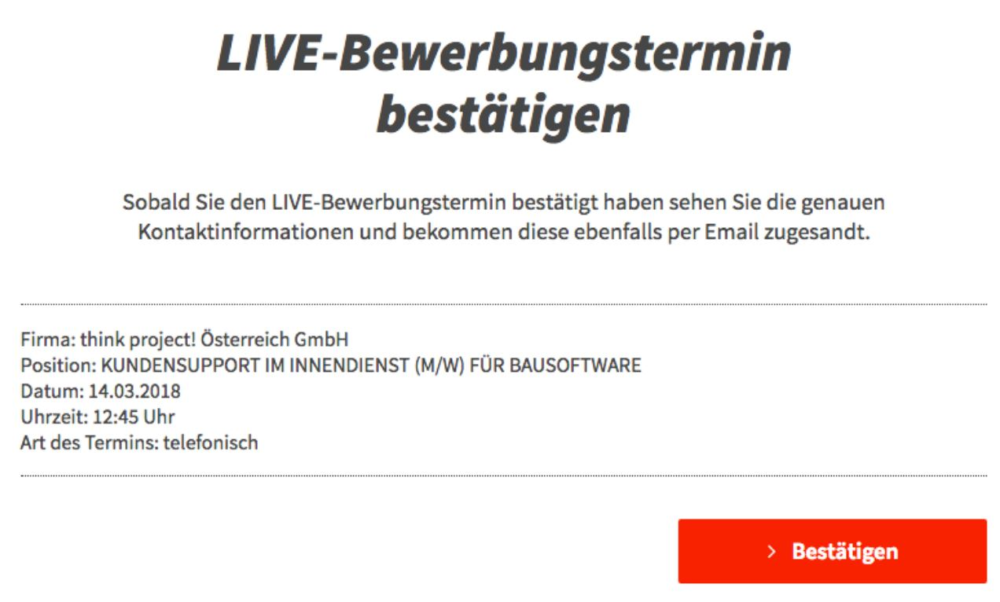 LIVE-Bewerbungstermin
bestätigen
Sobald Sie den LIVE-Bewerbungstermin bestätigt haben sehen Sie die genauen
Kontaktinformationen und bekommen diese ebenfalls per Email zugesandt.
Firma: think project! Österreich GmbH
Position: KUNDENSUPPORT IM INNENDIENST (M/W) FÜR BAUSOFTWARE
Datum: 14.03.2018
Uhrzeit: 12:45 Uhr
Art des Termins: telefonisch
> Bestätigen